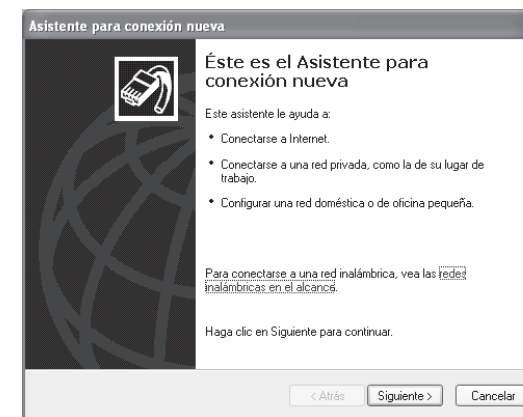 Asistente para conexión nueva
Éste es el Asistente para
conexión nueva
Este asistente le ayuda a:
• Conectarse a Internet.
• Conectarse a una red privada, como la de su lugar de
trabajo.
• Configurar una red doméstica o de oficina pequeña.
Para conectarse a una red inalámbrica, vea las redes
inalámbricas en el alcance.
Haga clic en Siguiente para continuar.
< Atrás Siguiente > Cancelar